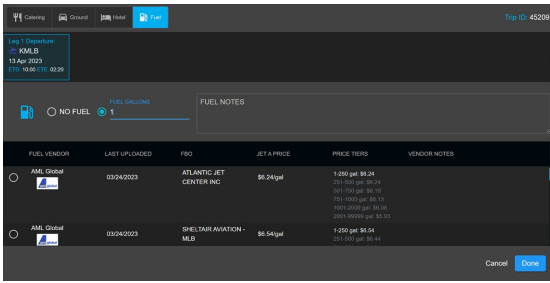 Catering Ground Hotel Fuel Trip ID: 45209
Leg 1 Departure:
KMLB
13 Apr 2023
ETD: 10:00 ETE: 02:20
NO FUEL
FUEL GALLONS
1
FUEL NOTES
FUEL VENDOR LAST UPLOADED FBO JET A PRICE PRICE TIERS VENDOR NOTES
AML Global
03/24/2023
ATLANTIC JET
CENTER INC
$6.24/gal
1-250 gal: $6.24
251-500 gal: $6.24
501-750 gal: $6.19
751-1000 gal: $6.13
1001-2000 gal: $6.08
2001-99999 gal: $5.93
AML Global
03/24/2023
SHELTAIR AVIATION -
MLB
$6.54/gal
1-250 gal: $6.54
251-500 gal: $6.44
Cancel Done